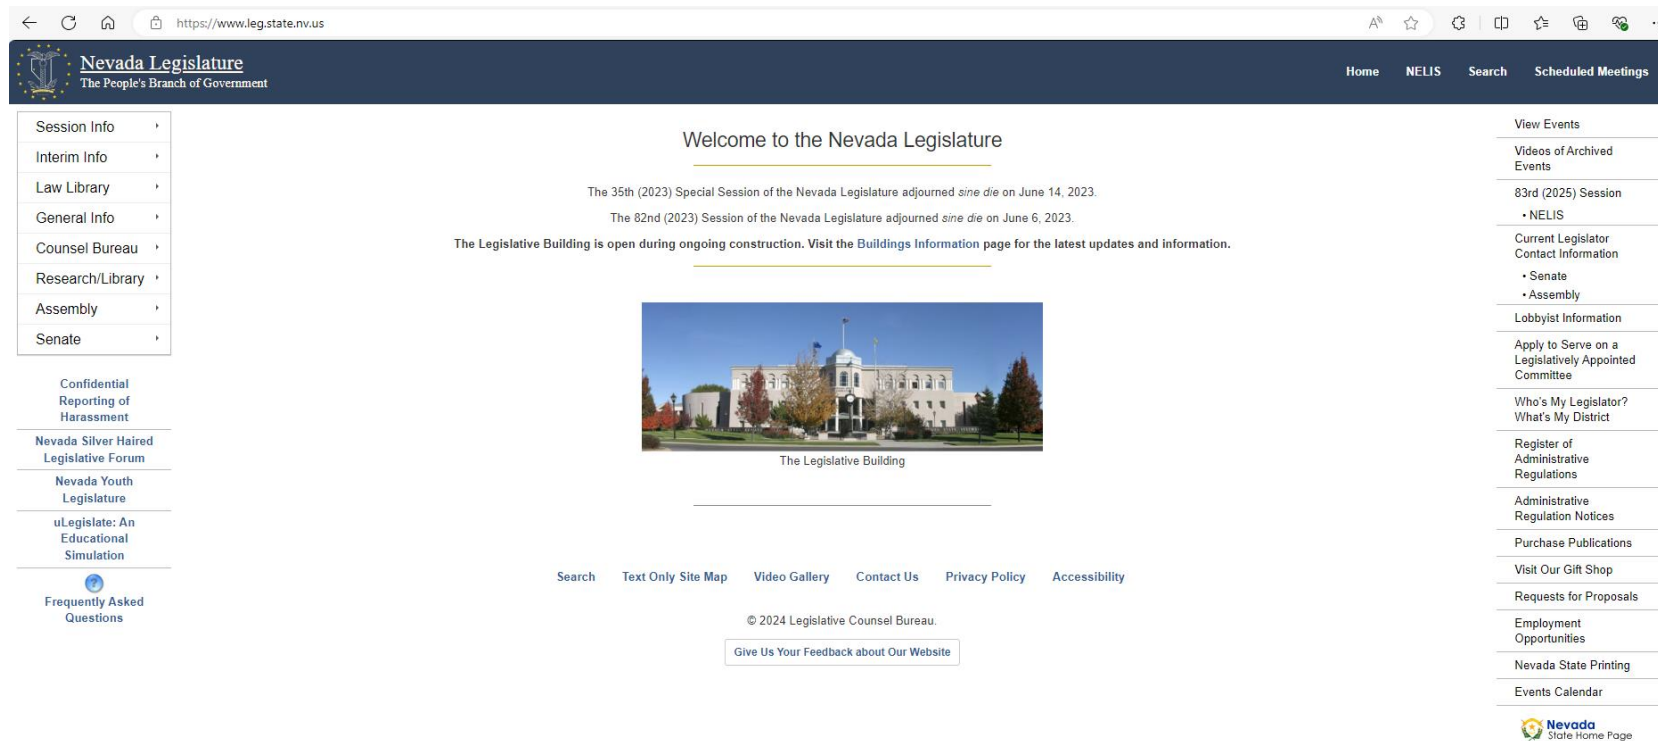 https://www.leg.state.nv.us
Nevada Legislature
The People's Branch of Government
Home NELIS Search Scheduled Meetings
Session Info
Interim Info
Law Library
General Info
Counsel Bureau
Research/Library
Assembly
Senate
Confidential
Reporting of
Harassment
Nevada Silver Haired
Legislative Forum
Nevada Youth
Legislature
uLegislate: An
Educational
Simulation
?
Frequently Asked
Questions
Welcome to the Nevada Legislature
The 35th (2023) Special Session of the Nevada Legislature adjourned sine die on June 14, 2023.
The 82nd (2023) Session of the Nevada Legislature adjourned sine die on June 6, 2023.
The Legislative Building is open during ongoing construction. Visit the Buildings Information page for the latest updates and information.
The Legislative Building
Search Text Only Site Map Video Gallery Contact Us Privacy Policy Accessibility
© 2024 Legislative Counsel Bureau.
Give Us Your Feedback about Our Website
View Events
Videos of Archived
Events
83rd (2025) Session
• NELIS
Current Legislator
Contact Information
• Senate
• Assembly
Lobbyist Information
Apply to Serve on a
Legislatively Appointed
Committee
Who's My Legislator?
What's My District
Register of
Administrative
Regulations
Administrative
Regulation Notices
Purchase Publications
Visit Our Gift Shop
Requests for Proposals
Employment
Opportunities
Nevada State Printing
Events Calendar
Nevada
State Home Page